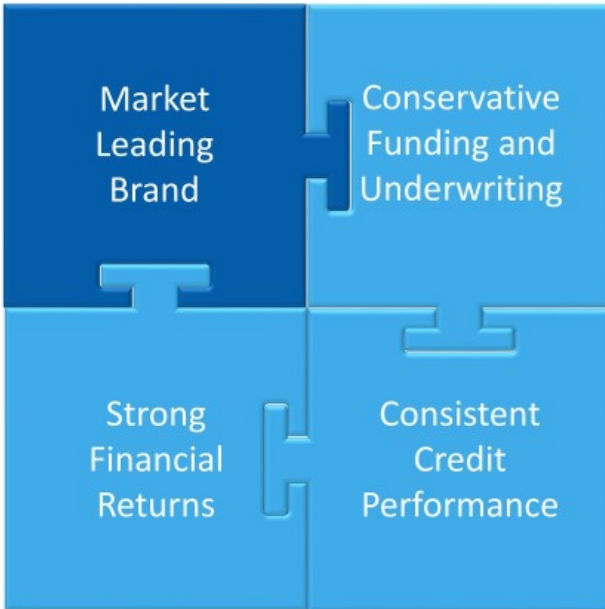 Market
Leading
Brand
Conservative
Funding and
Underwriting
Strong
Financial
Returns
Consistent
Credit
Performance